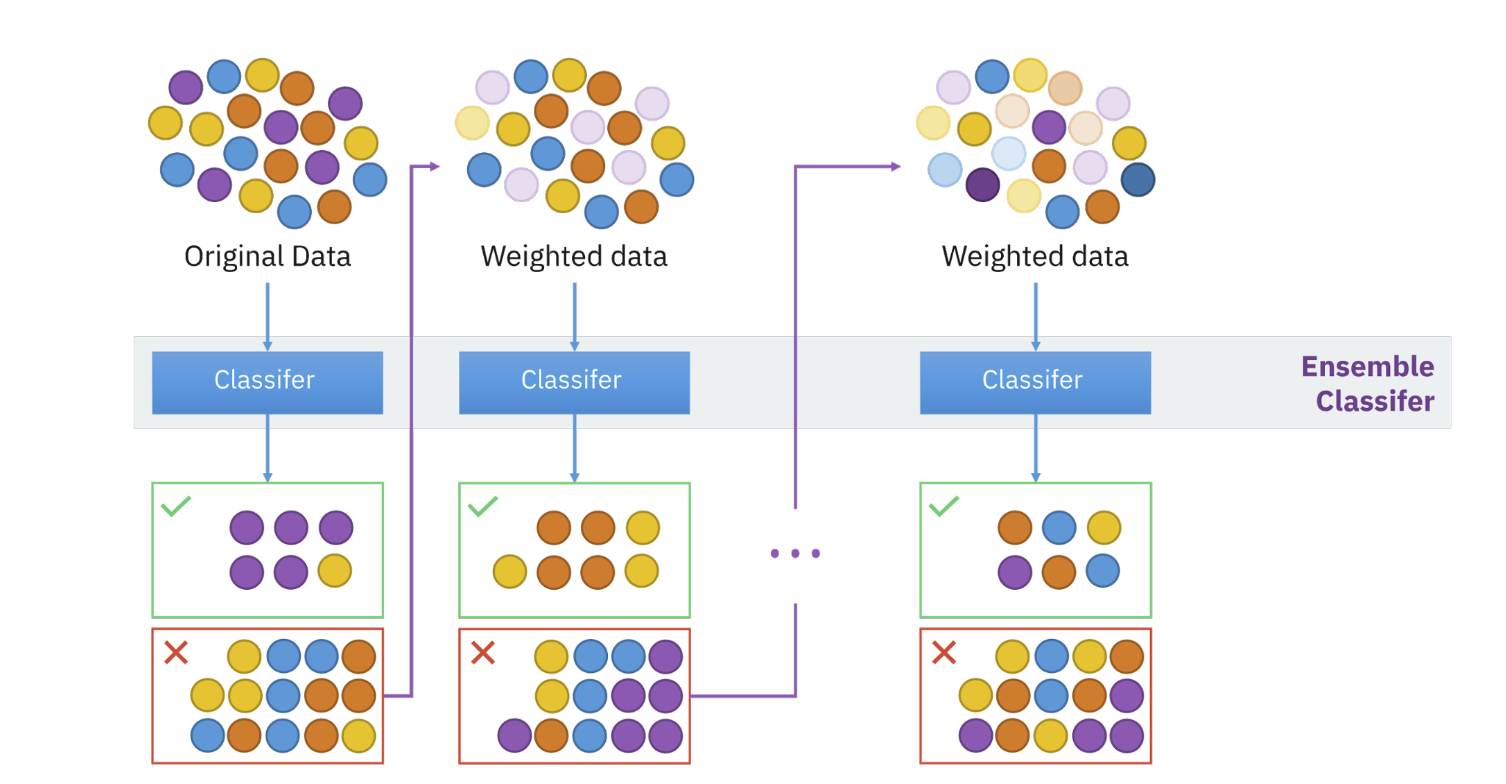 Original Data
Weighted data
Weighted data
Classifer
Classifer
Classifer
Ensemble
Classifer